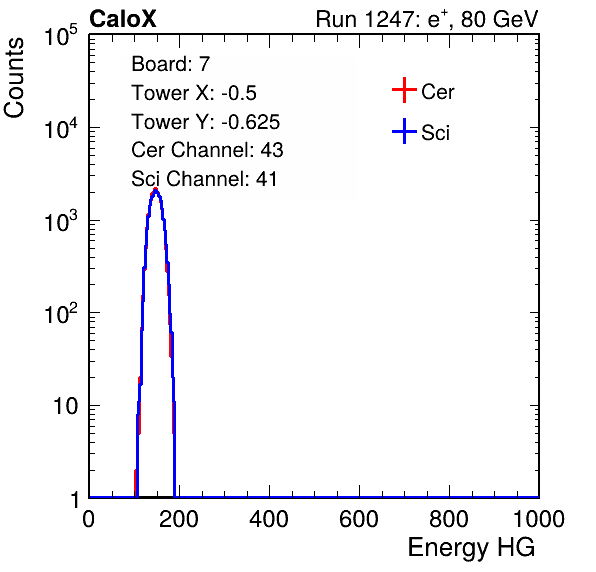 CaloX Run 1247: e⁺, 80 GeV
Counts
10⁵
10⁴
10³
10²
10
1
Board: 7
Tower X: -0.5
Tower Y: -0.625
Cer Channel: 43
Sci Channel: 41
Cer
Sci
0 200 400 600 800 1000
Energy HG